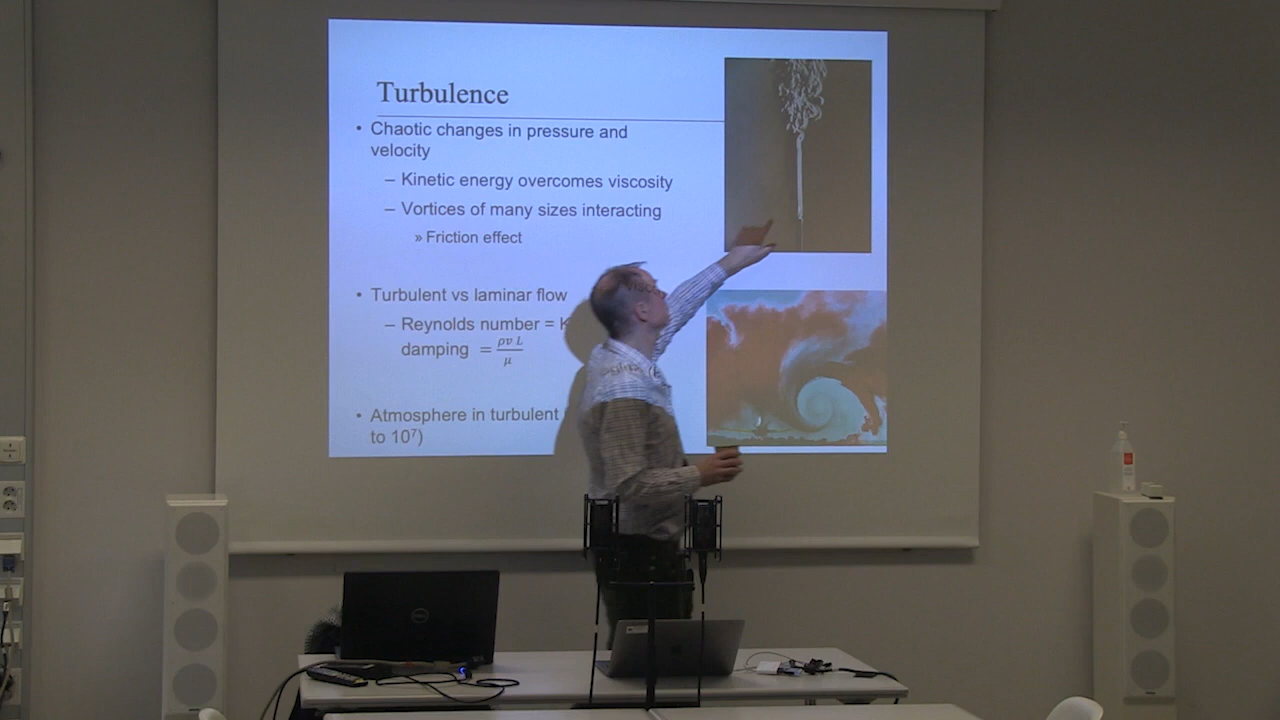 Turbulence
• Chaotic changes in pressure and
velocity
– Kinetic energy overcomes viscosity
– Vortices of many sizes interacting
» Friction effect
• Turbulent vs laminar flow
– Reynolds number = K
damping = ρv L / μ
• Atmosphere in turbulent
to 10⁷)
DELL